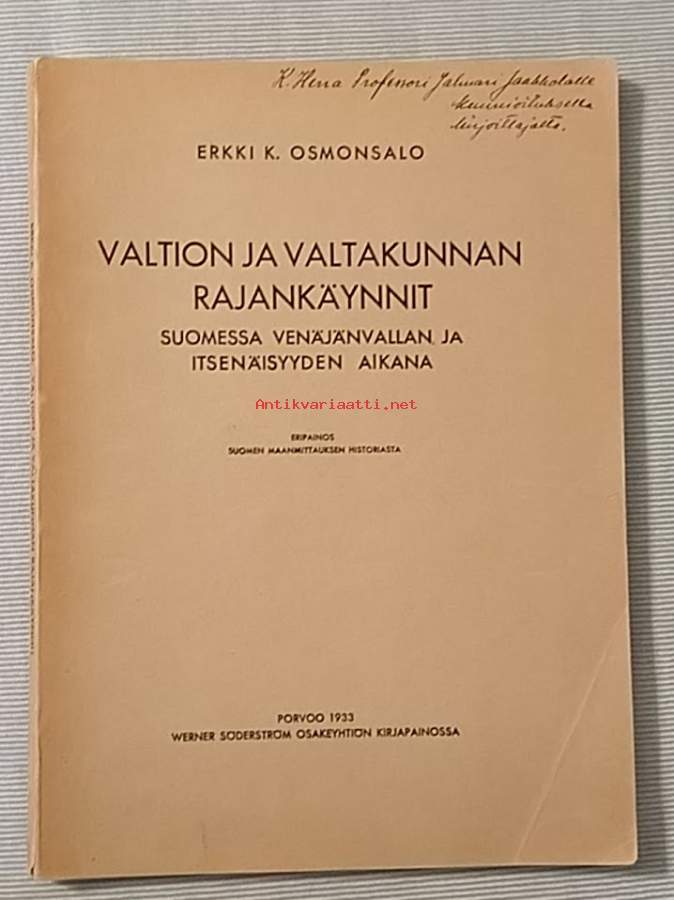 K. Herra Professori Jalmari Jaakkolalle
kunnioituksella
kirjoittajalta.
ERKKI K. OSMONSALO
VALTION JA VALTAKUNNAN
RAJANKÄYNNIT
SUOMESSA VENÄJÄNVALLAN JA
ITSENÄISYYDEN AIKANA
Antikvariaatti.net
ERIPAINOS
SUOMEN MAANMITTAUKSEN HISTORIASTA
PORVOO 1933
WERNER SÖDERSTRÖM OSAKEYHTIÖN KIRJAPAINOSSA